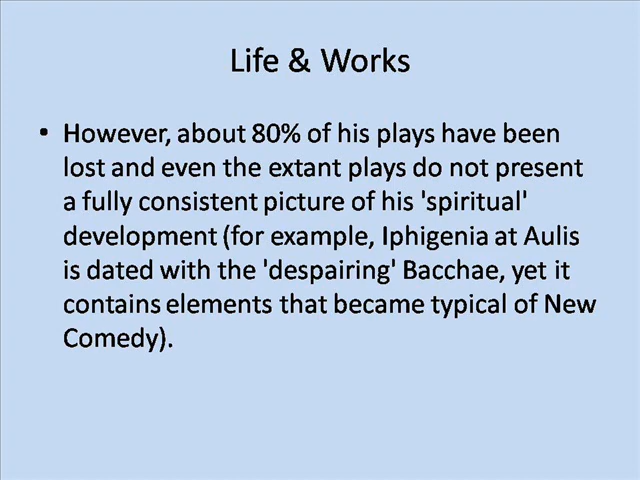 Life & Works
• However, about 80% of his plays have been
lost and even the extant plays do not present
a fully consistent picture of his 'spiritual'
development (for example, Iphigenia at Aulis
is dated with the 'despairing' Bacchae, yet it
contains elements that became typical of New
Comedy).